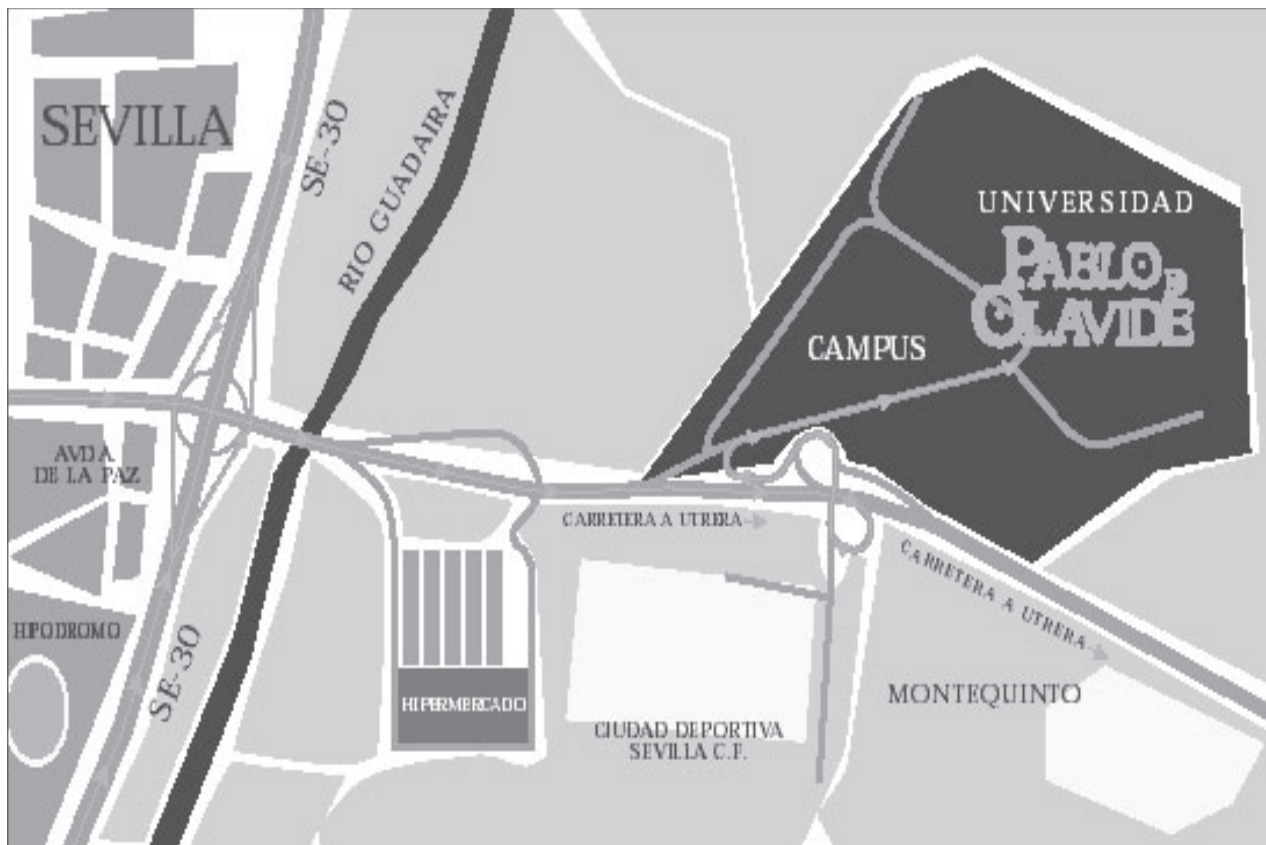 SEVILLA
SE-30
RIO GUADAIRA
UNIVERSIDAD
PABLO DE
OLAVIDE
CAMPUS
AVDA.
DE LA PAZ
CARRETERA A UTRERA
CARRETERA A UTRERA
HIPODROMO
SE-30
HIPERMERCADO
MONTEQUINTO
CIUDAD DEPORTIVA
SEVILLA C.F.